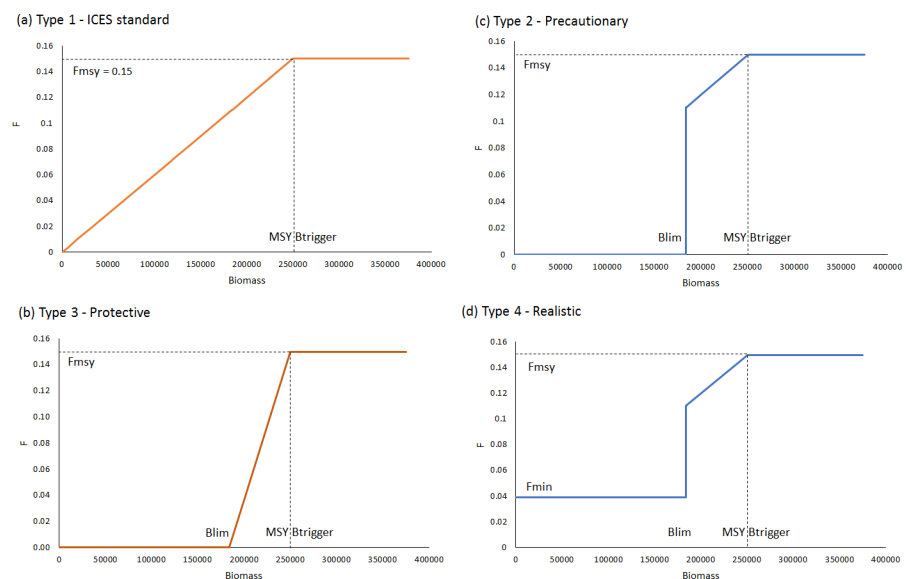 (a) Type 1 - ICES standard
0.16
0.14
0.12
0.1
0.08
0.06
0.04
0.02
0
F
Fmsy = 0.15
MSY Btrigger
0 50000 100000 150000 200000 250000 300000 350000 400000
Biomass
(c) Type 2 - Precautionary
0.16
0.14
0.12
0.1
0.08
0.06
0.04
0.02
0
F
Fmsy
Blim MSY Btrigger
0 50000 100000 150000 200000 250000 300000 350000 400000
Biomass
(b) Type 3 - Protective
0.16
0.14
0.12
0.10
0.08
0.06
0.04
0.02
0.00
F
Fmsy
Blim MSY Btrigger
0 50000 100000 150000 200000 250000 300000 350000 400000
Biomass
(d) Type 4 - Realistic
0.16
0.14
0.12
0.10
0.08
0.06
0.04
0.02
0.00
F
Fmsy
Fmin
Blim MSY Btrigger
0 50000 100000 150000 200000 250000 300000 350000 400000
Biomass